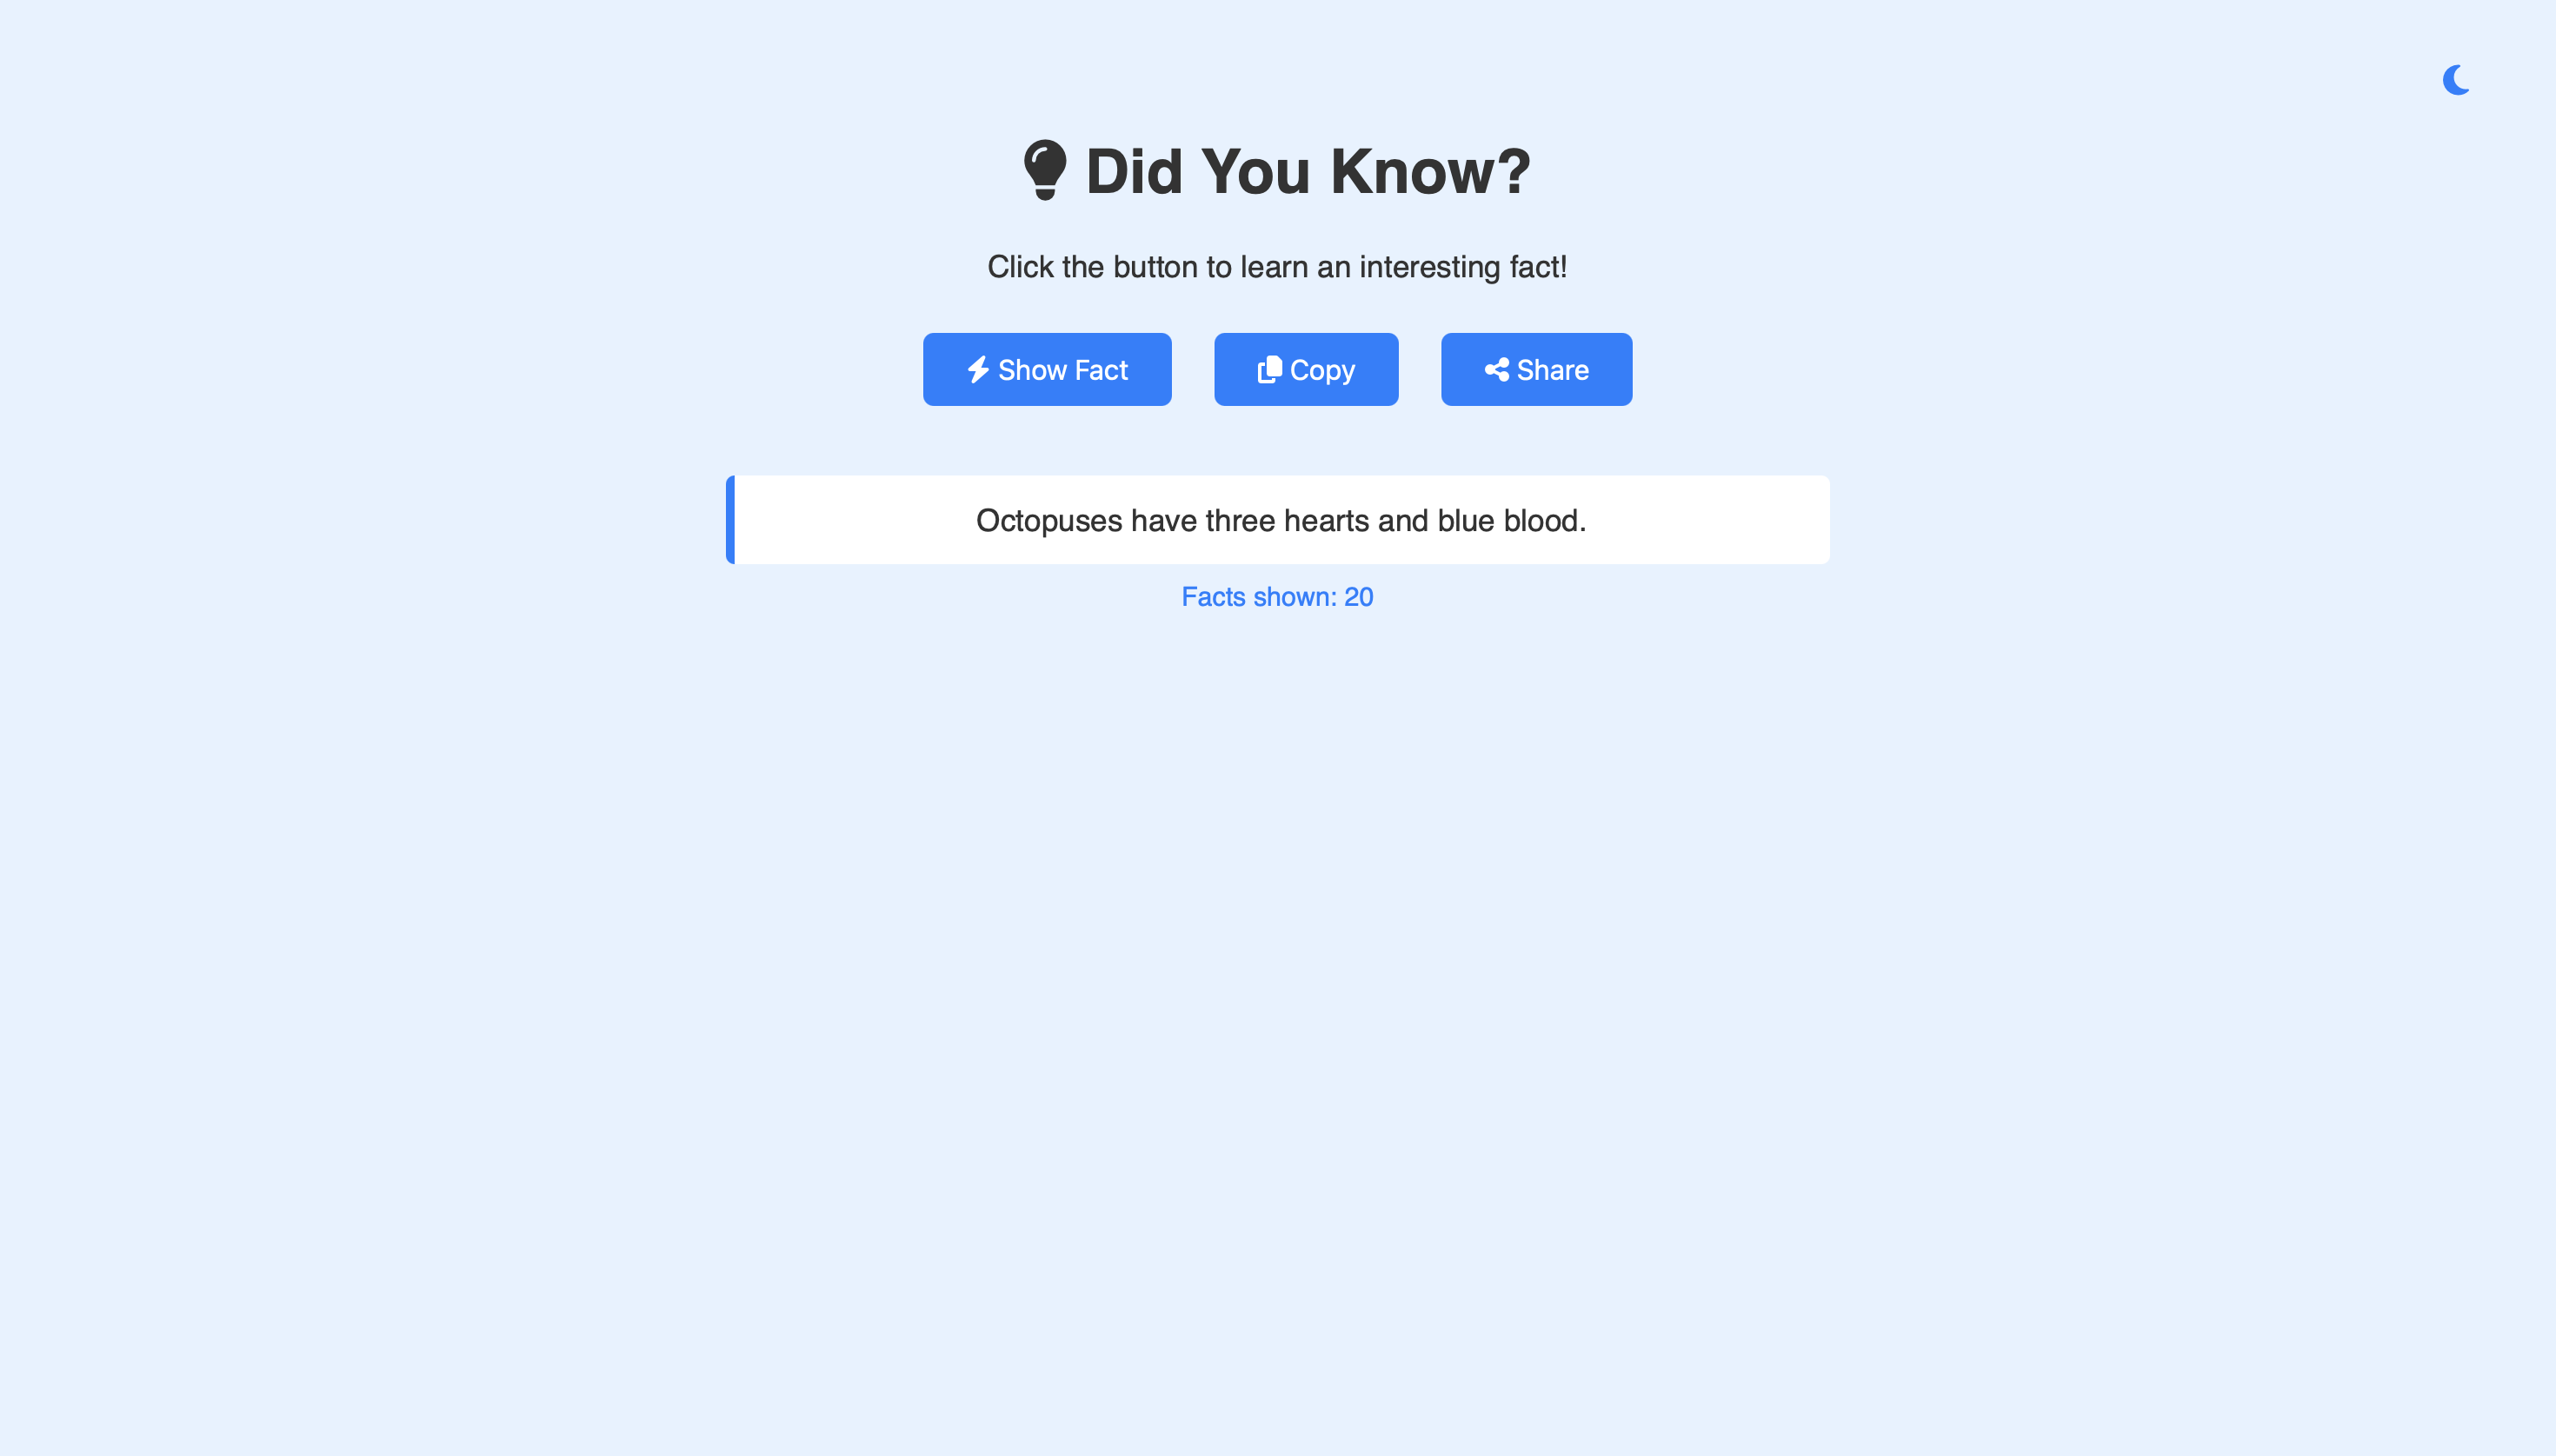 Did You Know?
Click the button to learn an interesting fact!
Show Fact
Copy
Share
Octopuses have three hearts and blue blood.
Facts shown: 20